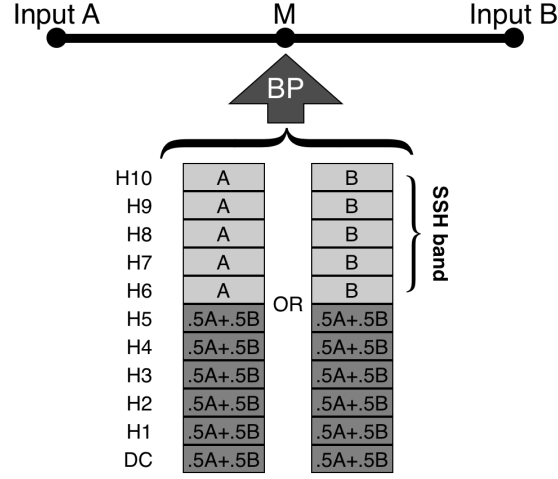 Input A M Input B
BP
H10 A B
H9 A B
H8 A B
H7 A B
H6 A B
OR
H5 .5A+.5B .5A+.5B
H4 .5A+.5B .5A+.5B
H3 .5A+.5B .5A+.5B
H2 .5A+.5B .5A+.5B
H1 .5A+.5B .5A+.5B
DC .5A+.5B .5A+.5B
SSH band